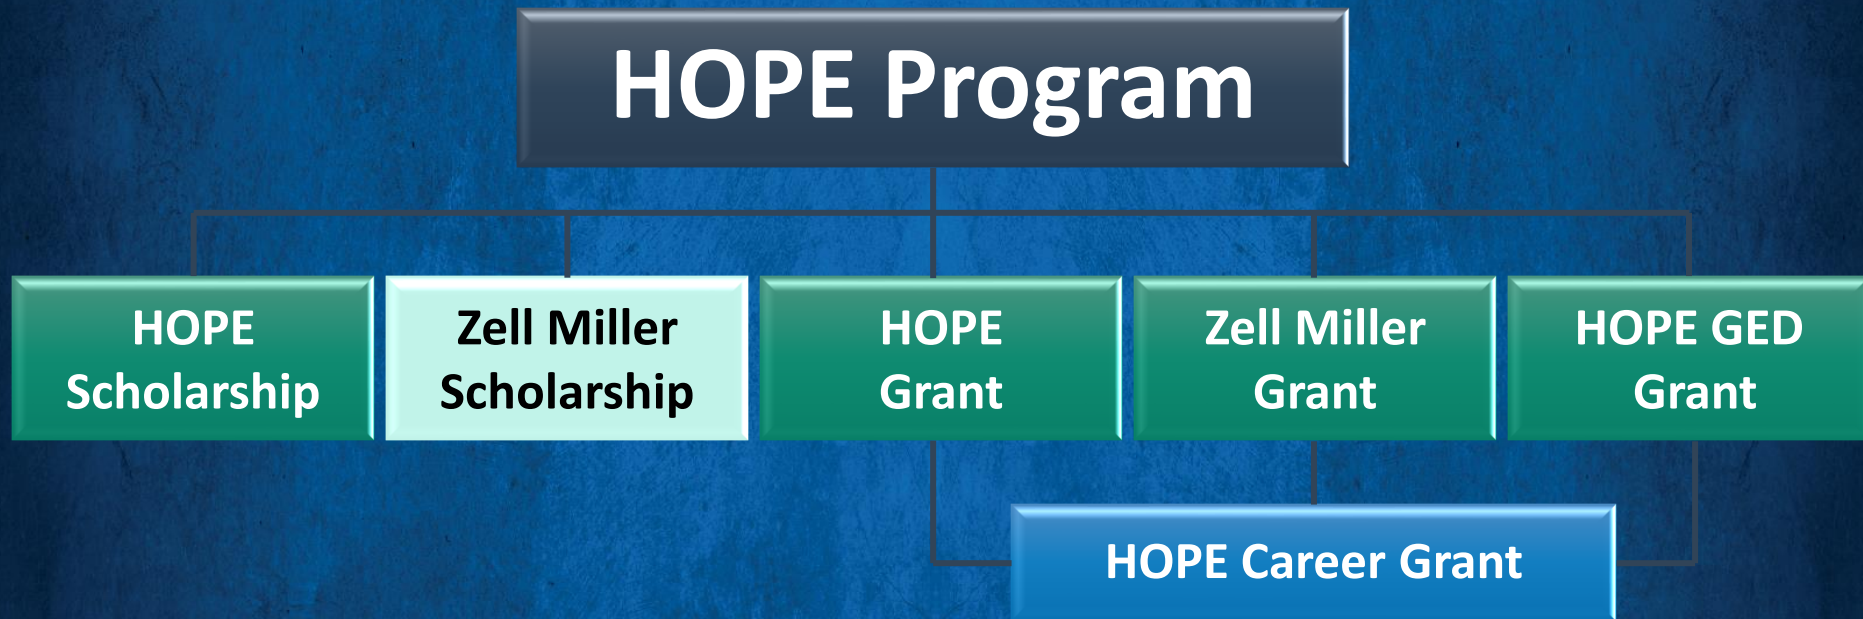 HOPE Program
HOPE
Scholarship
Zell Miller
Scholarship
HOPE
Grant
Zell Miller
Grant
HOPE GED
Grant
HOPE Career Grant